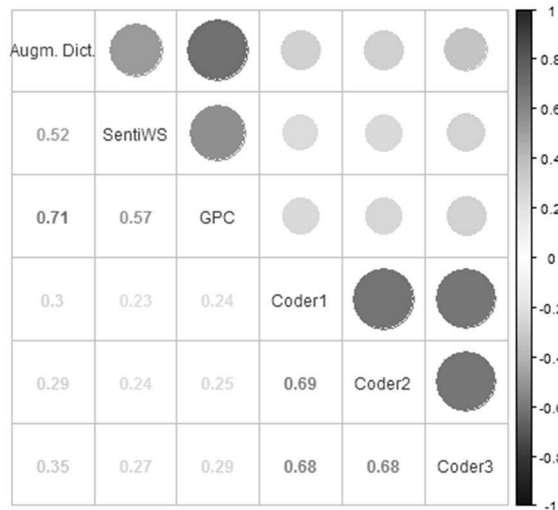 Augm. Dict.
0.52 SentiWS
0.71 0.57 GPC
0.3 0.23 0.24 Coder1
0.29 0.24 0.25 0.69 Coder2
0.35 0.27 0.29 0.68 0.68 Coder3
1
0.8
0.6
0.4
0.2
0
-0.2
-0.4
-0.6
-0.8
-1